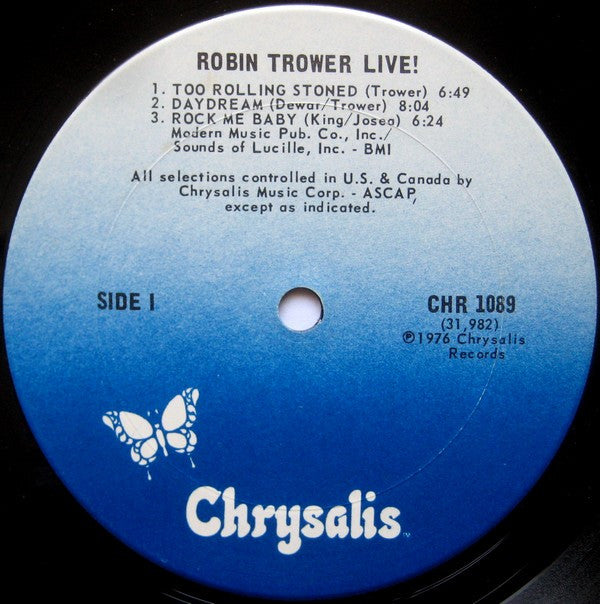 ROBIN TROWER LIVE!
1. TOO ROLLING STONED (Trower) 6:49
2. DAYDREAM (Dewar/Trower) 8:04
3. ROCK ME BABY (King/Josea) 6:24
Modern Music Pub. Co., Inc./
Sounds of Lucille, Inc. - BMI
All selections controlled in U.S. & Canada by
Chrysalis Music Corp. - ASCAP,
except as indicated.
SIDE I
CHR 1089
(31,982)
℗1976 Chrysalis
Records
Chrysalis™